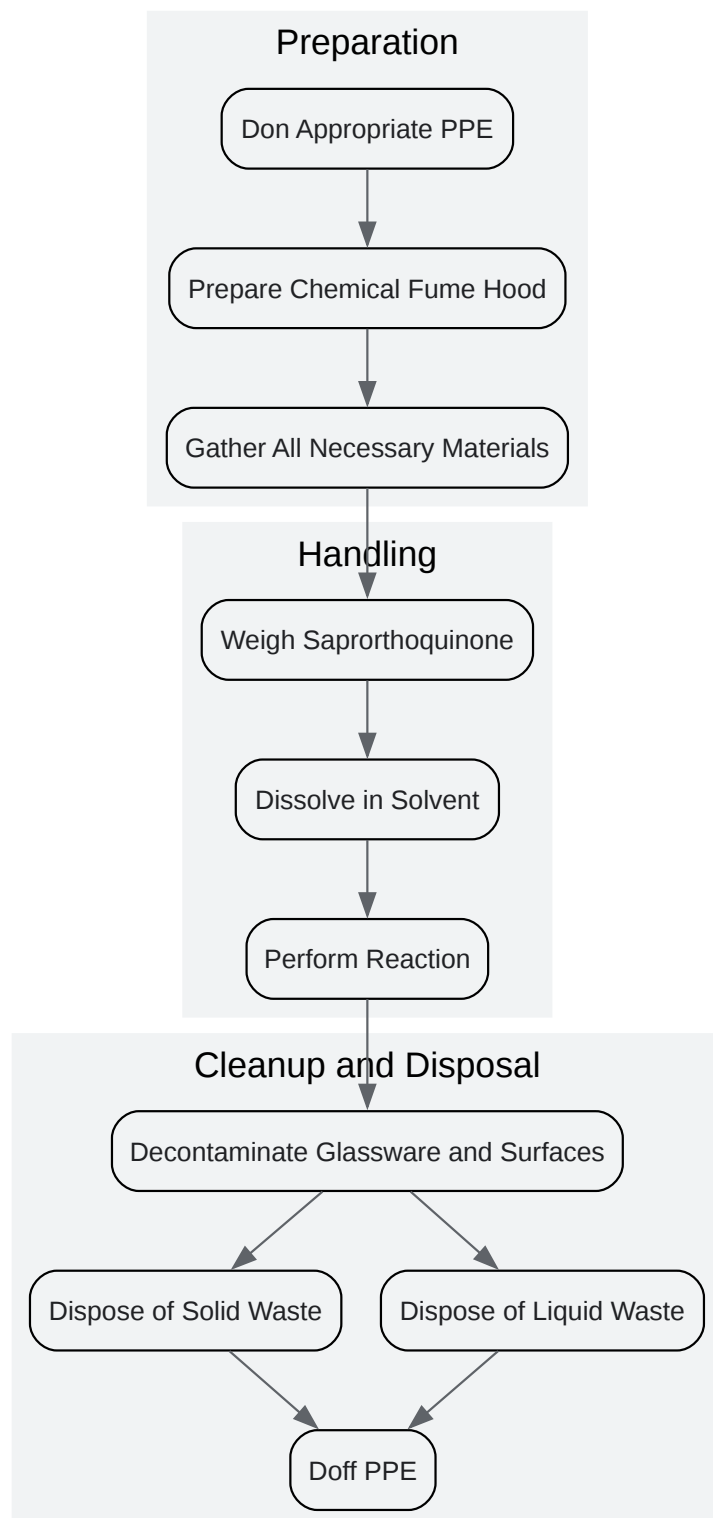 Preparation
Don Appropriate PPE
Prepare Chemical Fume Hood
Gather All Necessary Materials
Handling
Weigh Saprorthoquinone
Dissolve in Solvent
Perform Reaction
Cleanup and Disposal
Decontaminate Glassware and Surfaces
Dispose of Solid Waste
Dispose of Liquid Waste
Doff PPE